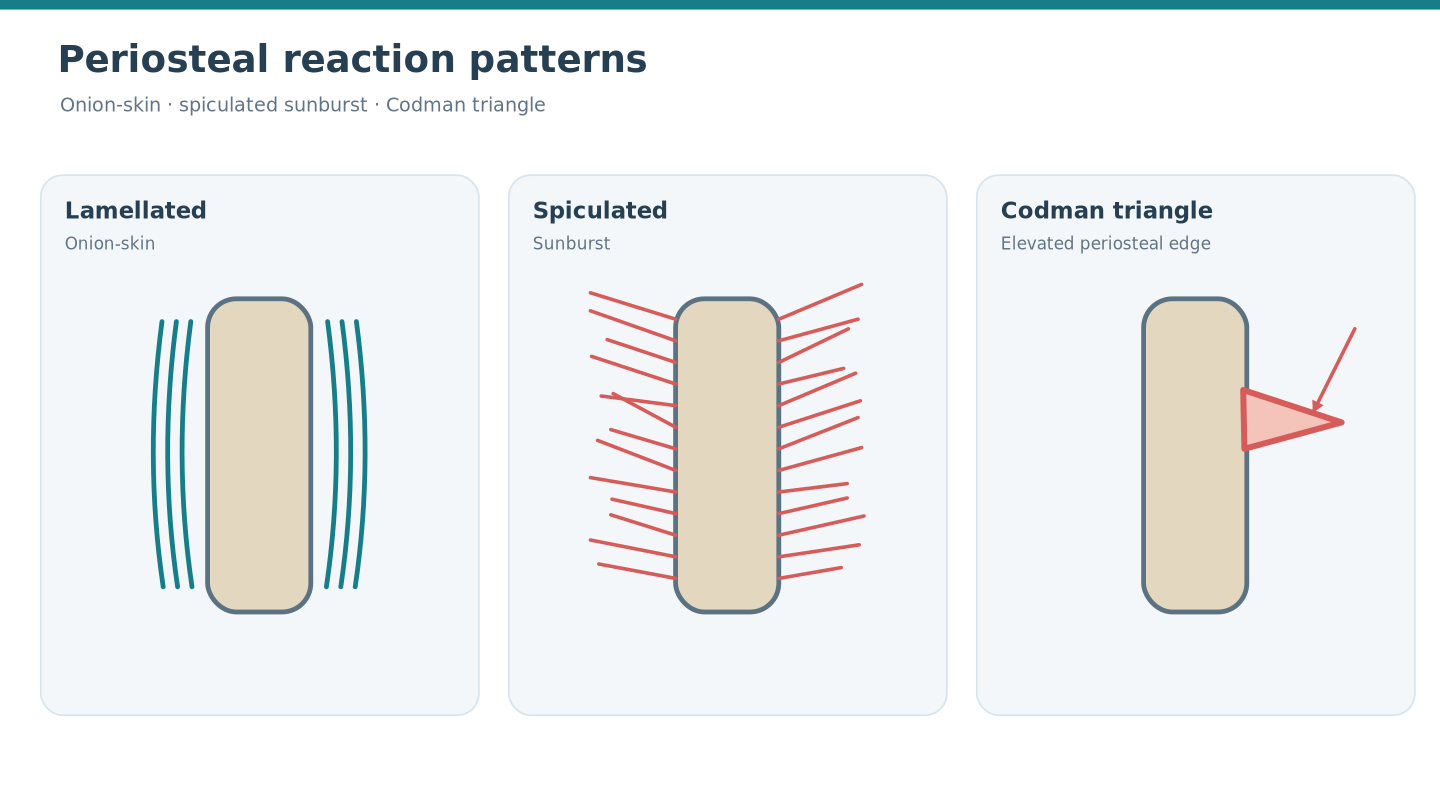 Periosteal reaction patterns
Onion-skin · spiculated sunburst · Codman triangle
Lamellated
Onion-skin
Spiculated
Sunburst
Codman triangle
Elevated periosteal edge